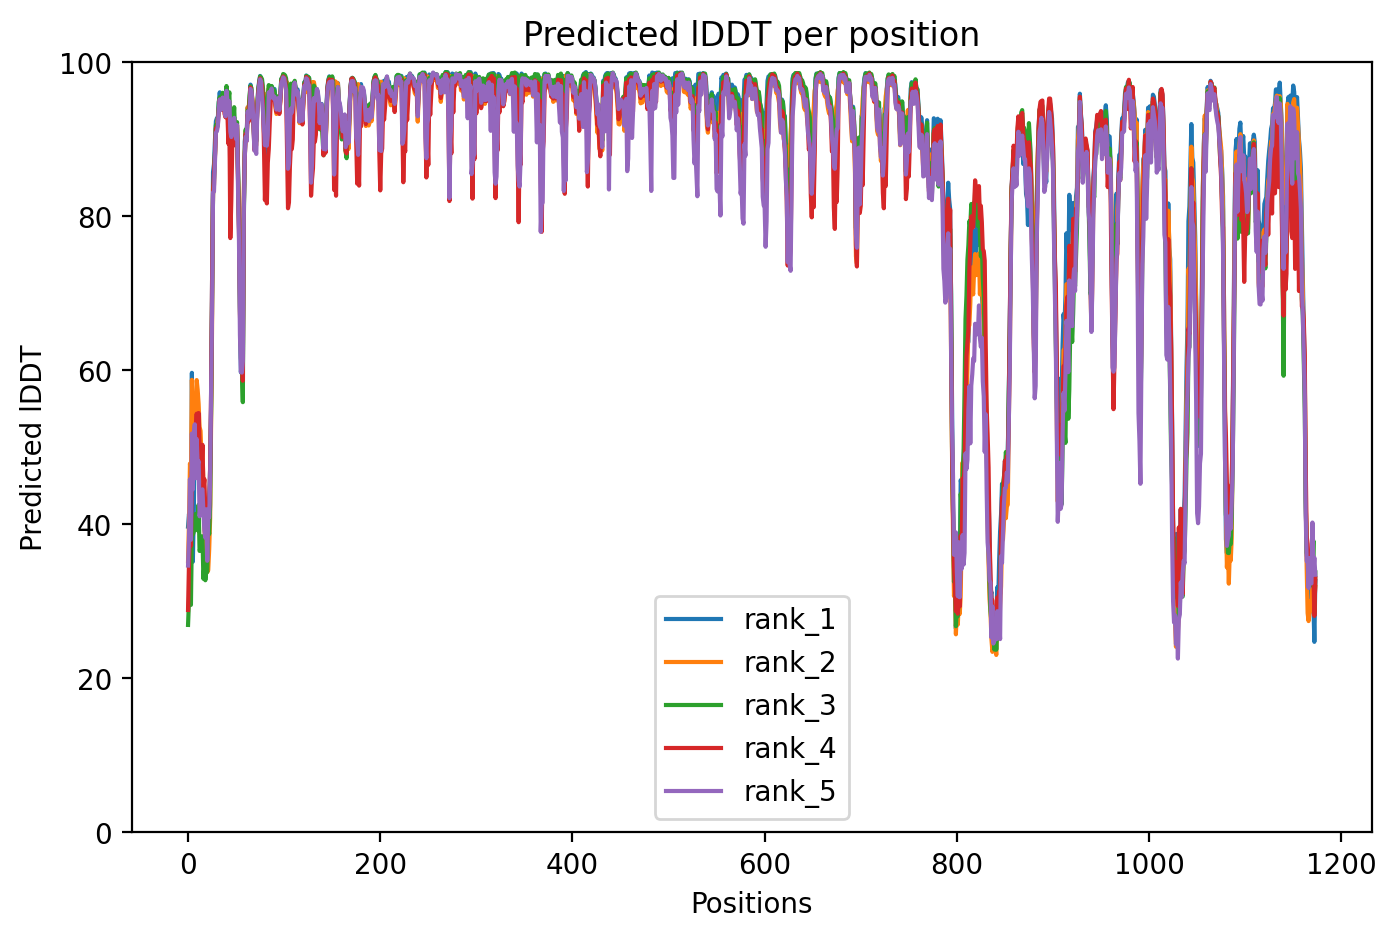 Predicted lDDT per position
100
80
60
40
20
0
Predicted lDDT
rank_1
rank_2
rank_3
rank_4
rank_5
0 200 400 600 800 1000 1200
Positions